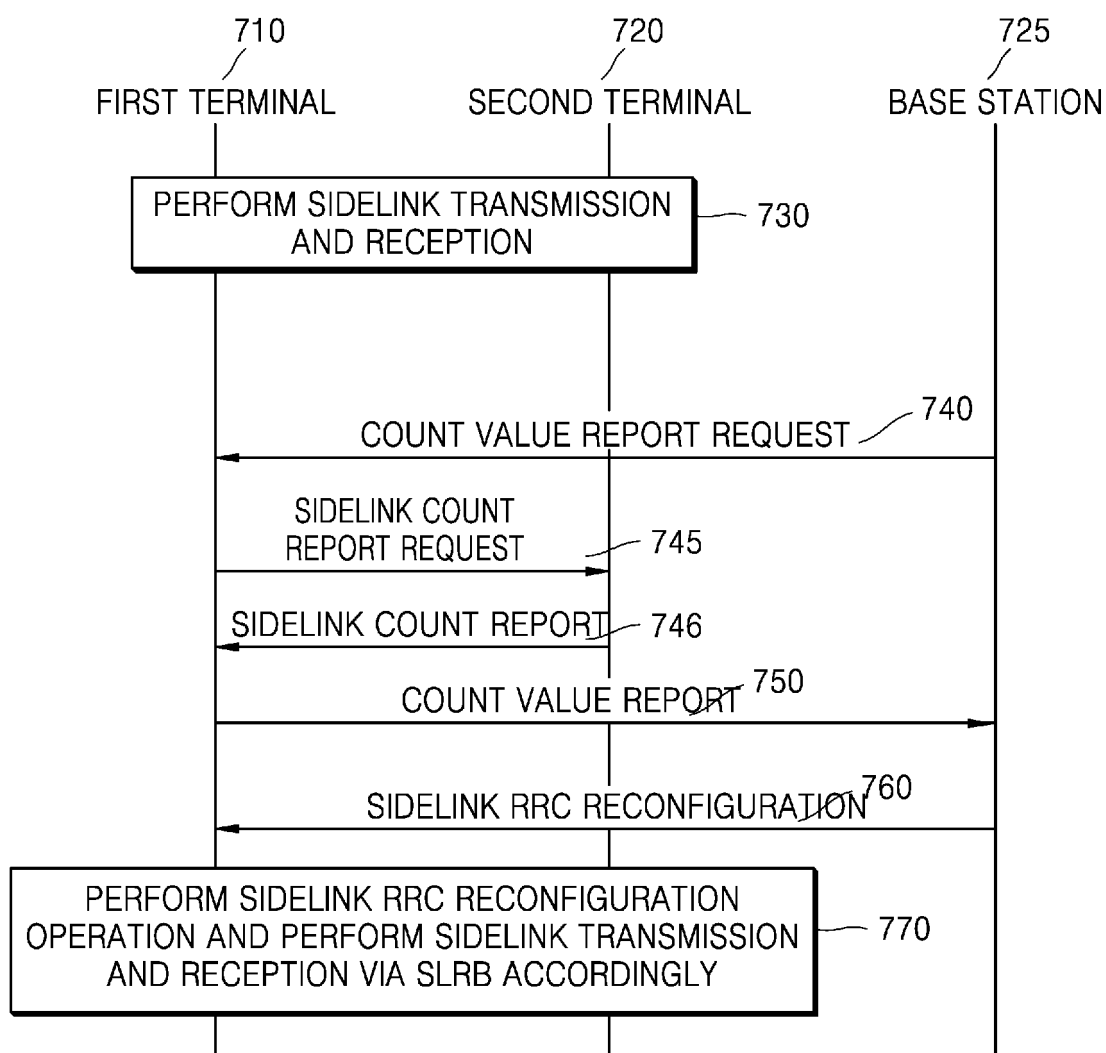 710
720
725
FIRST TERMINAL
SECOND TERMINAL
BASE STATION
PERFORM SIDELINK TRANSMISSION
AND RECEPTION
730
740
COUNT VALUE REPORT REQUEST
SIDELINK COUNT
REPORT REQUEST
745
SIDELINK COUNT REPORT
746
750
COUNT VALUE REPORT
760
SIDELINK RRC RECONFIGURATION
PERFORM SIDELINK RRC RECONFIGURATION
OPERATION AND PERFORM SIDELINK TRANSMISSION
AND RECEPTION VIA SLRB ACCORDINGLY
770